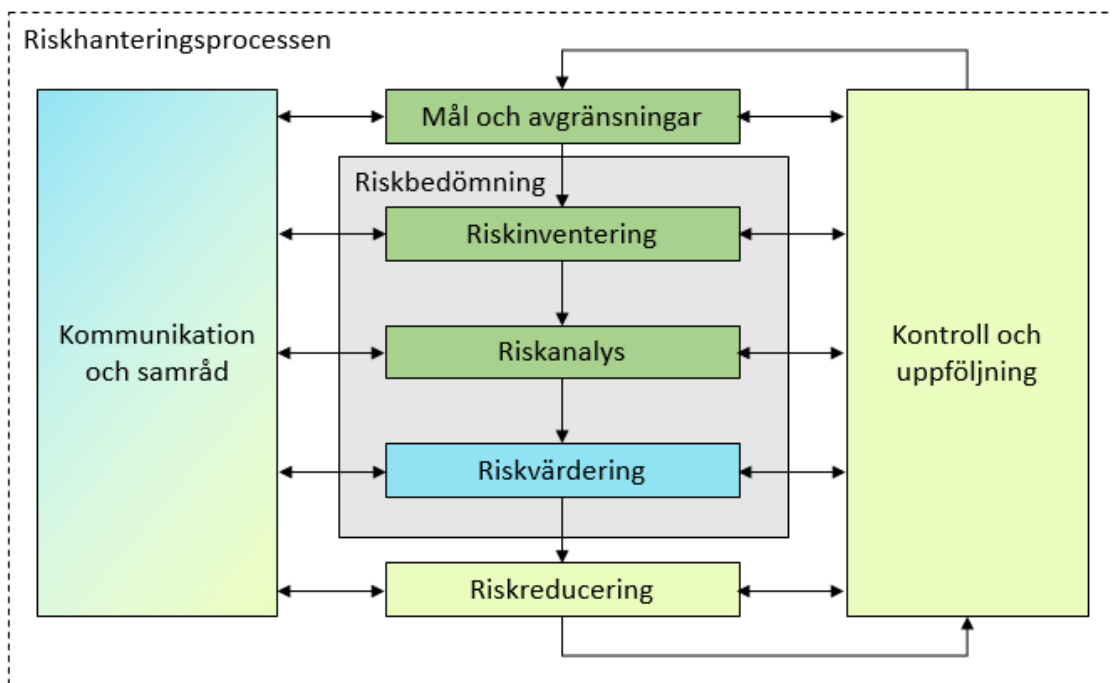 Riskhanteringsprocessen
Mål och avgränsningar
Riskbedömning
Riskinventering
Kommunikation
och samråd
Riskanalys
Kontroll och
uppföljning
Riskvärdering
Riskreducering